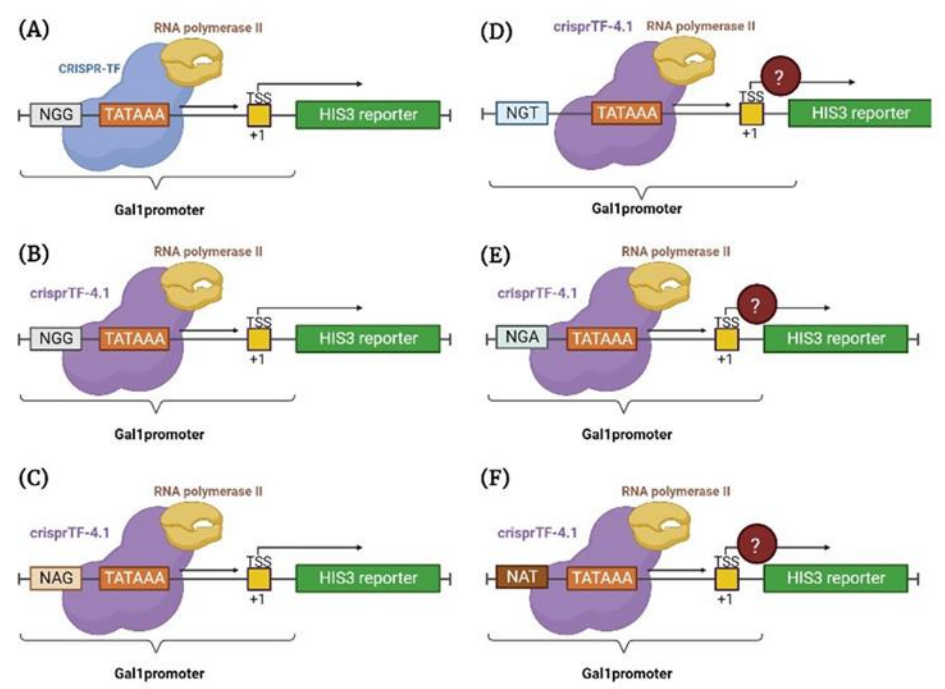 (A)
RNA polymerase II
CRISPR-TF
TSS
NGG TATAAA HIS3 reporter
+1
Gal1promoter
(B)
RNA polymerase II
crisprTF-4.1
TSS
NGG TATAAA HIS3 reporter
+1
Gal1promoter
(C)
RNA polymerase II
crisprTF-4.1
TSS
NAG TATAAA HIS3 reporter
+1
Gal1promoter
(D)
crisprTF-4.1 RNA polymerase II
?
TSS
NGT TATAAA HIS3 reporter
+1
Gal1promoter
(E)
RNA polymerase II
crisprTF-4.1
?
TSS
NGA TATAAA HIS3 reporter
+1
Gal1promoter
(F)
RNA polymerase II
crisprTF-4.1
?
TSS
NAT TATAAA HIS3 reporter
+1
Gal1promoter